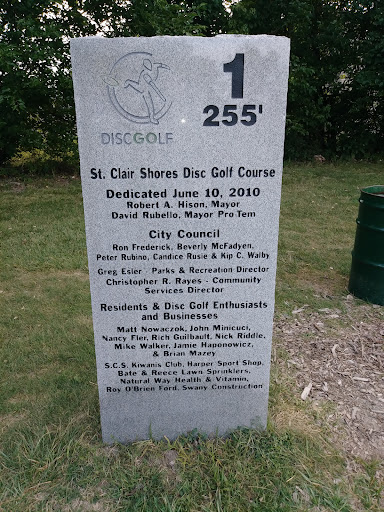 1
255'
DISCGOLF
St. Clair Shores Disc Golf Course
Dedicated June 10, 2010
Robert A. Hison, Mayor
David Rubello, Mayor Pro-Tem
City Council
Ron Frederick, Beverly McFadyen,
Peter Rubino, Candice Rusie & Kip C. Walby
Greg Esler - Parks & Recreation Director
Christopher R. Rayes - Community
Services Director
Residents & Disc Golf Enthusiasts
and Businesses
Matt Nowaczok, John Minicuci,
Nancy Fler, Rich Guilbault, Nick Riddle,
Mike Walker, Jamie Haponowicz,
& Brian Mazey
S.C.S. Kiwanis Club, Harper Sport Shop,
Bate & Reece Lawn Sprinklers,
Natural Way Health & Vitamin,
Roy O'Brien Ford, Swany Construction